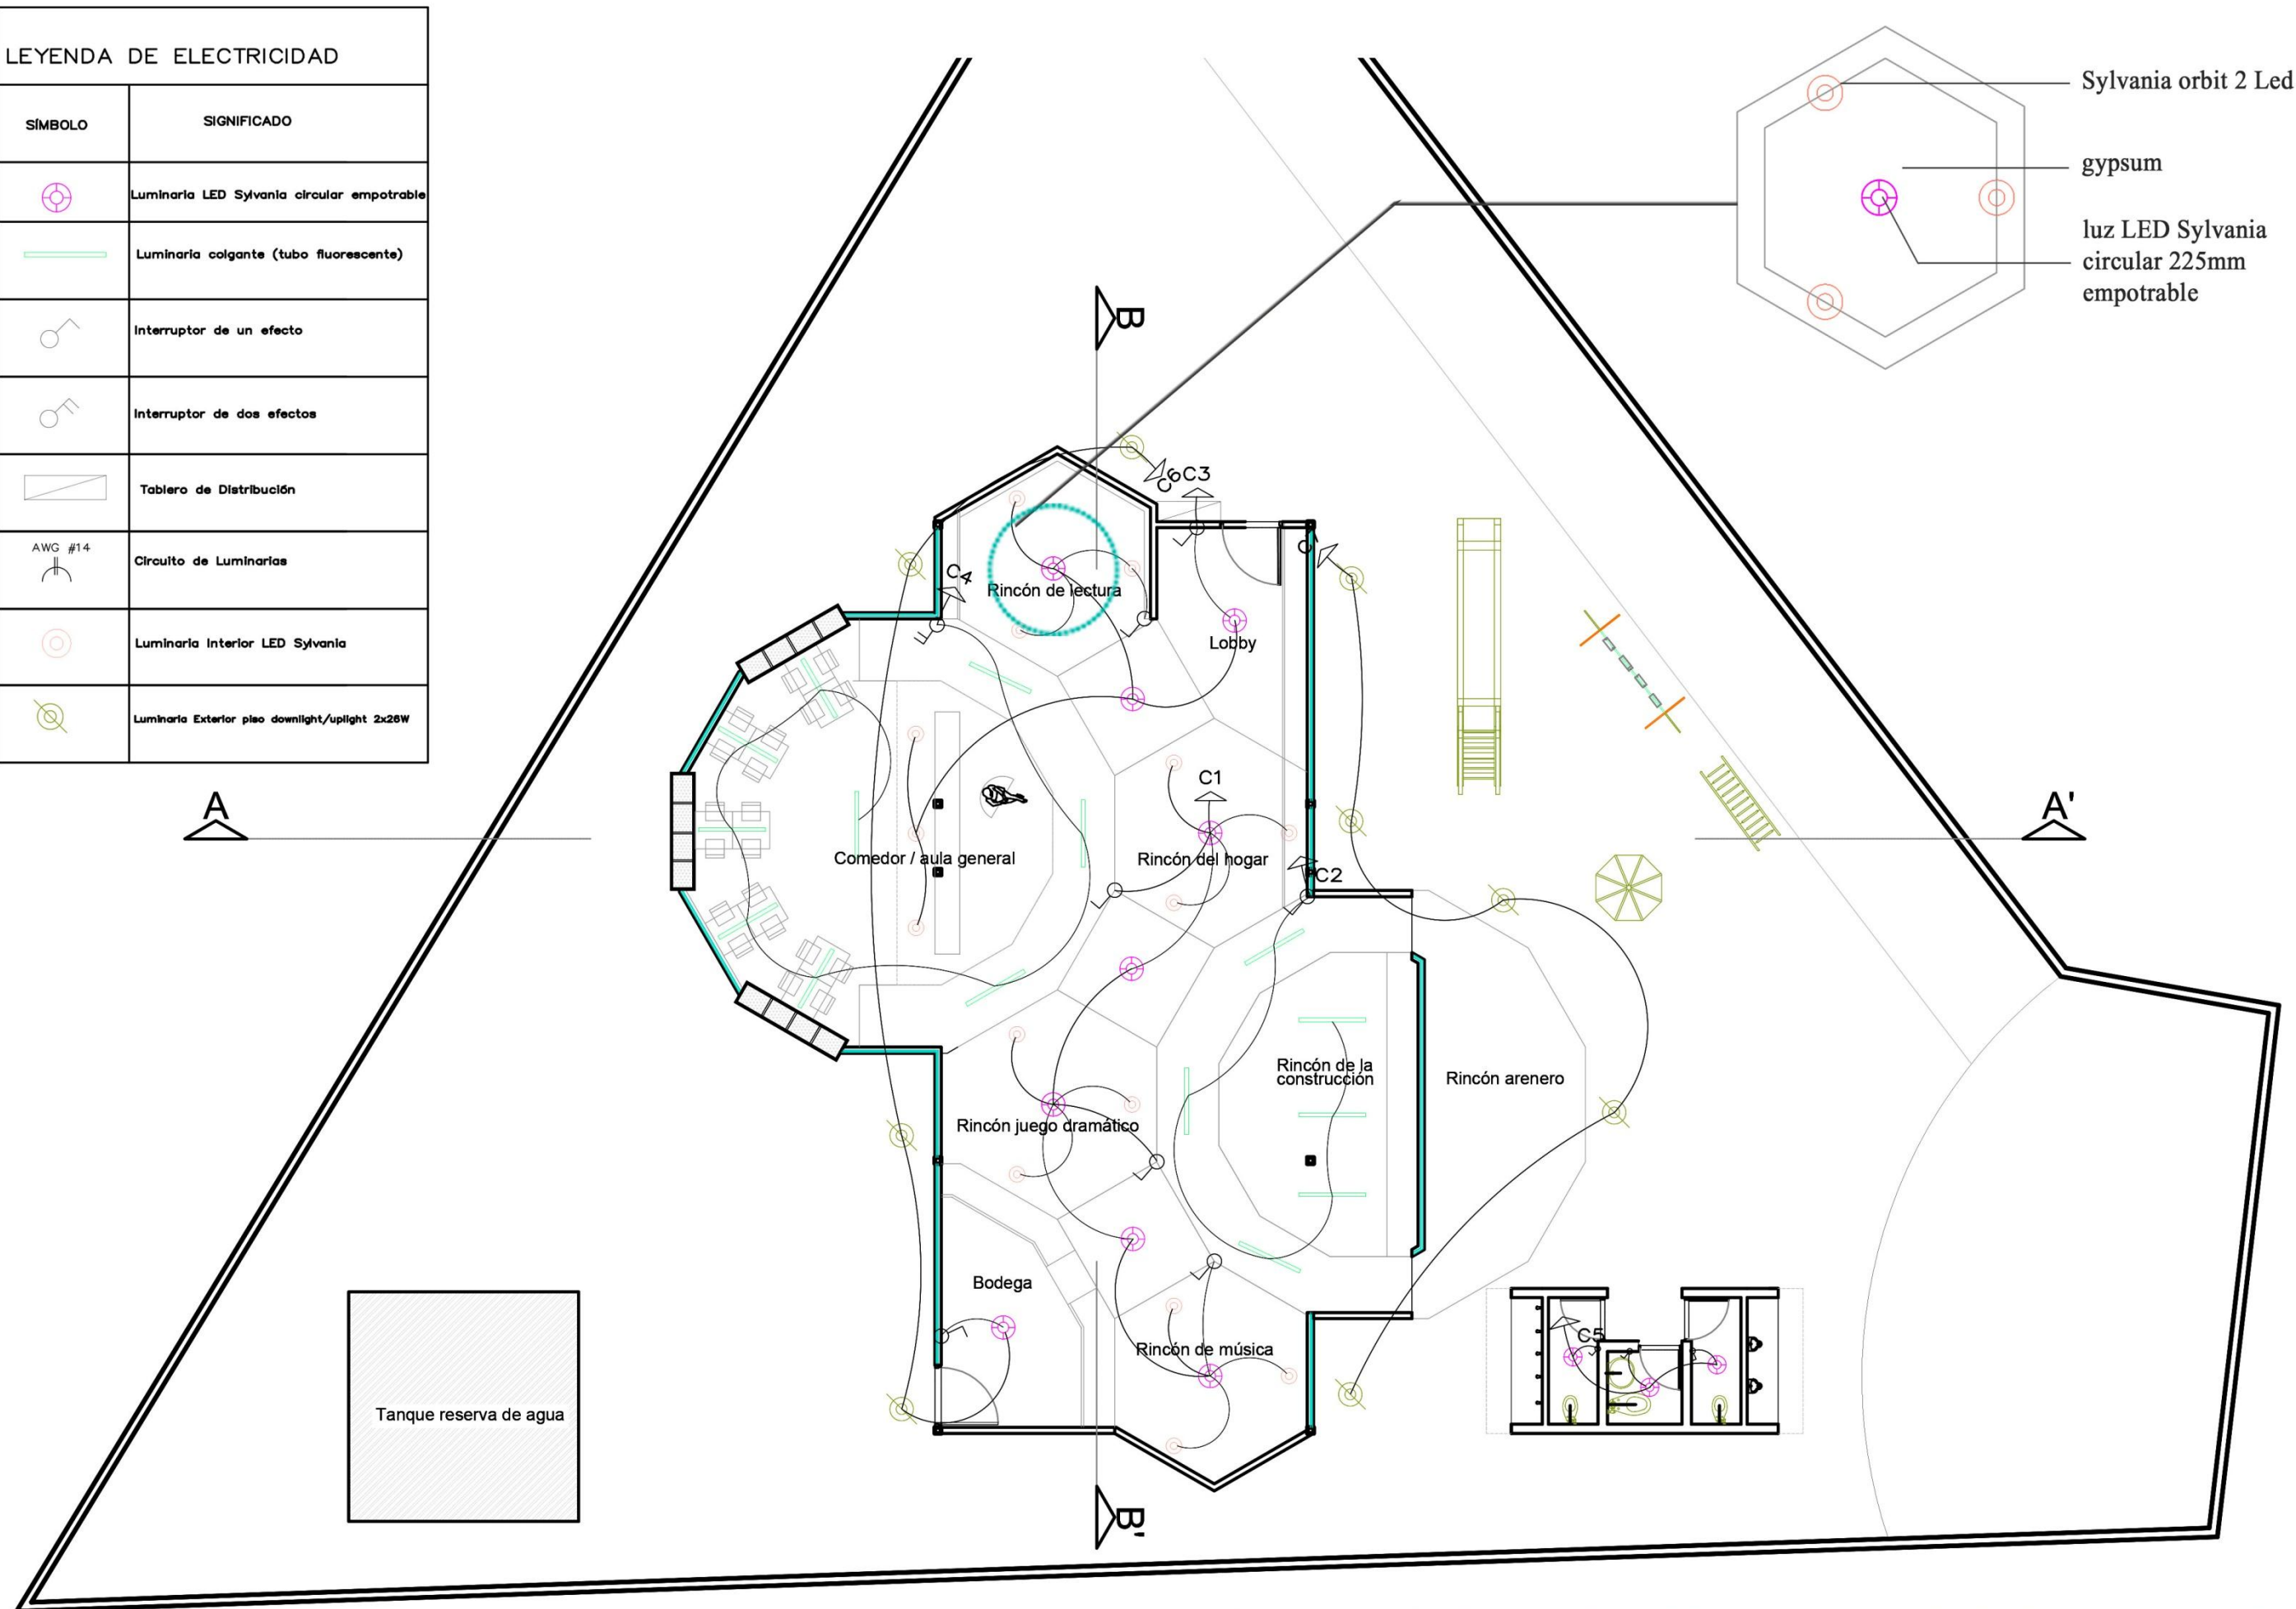 LEYENDA DE ELECTRICIDAD
SÍMBOLO
SIGNIFICADO
Luminaria LED Sylvania circular empotrable
Luminaria colgante (tubo fluorescente)
Interruptor de un efecto
Interruptor de dos efectos
Tablero de Distribución
AWG #14
Circuito de Luminarias
Luminaria Interior LED Sylvania
Luminaria Exterior piso downlight/uplight 2x26W
Sylvania orbit 2 Led
gypsum
luz LED Sylvania
circular 225mm
empotrable
B
C6
C3
C4
Rincón de lectura
Lobby
A
C1
A'
Comedor / aula general
Rincón del hogar
C2
Rincón de la
construcción
Rincón arenero
Rincón juego dramático
Bodega
Rincón de música
C5
Tanque reserva de agua
B'